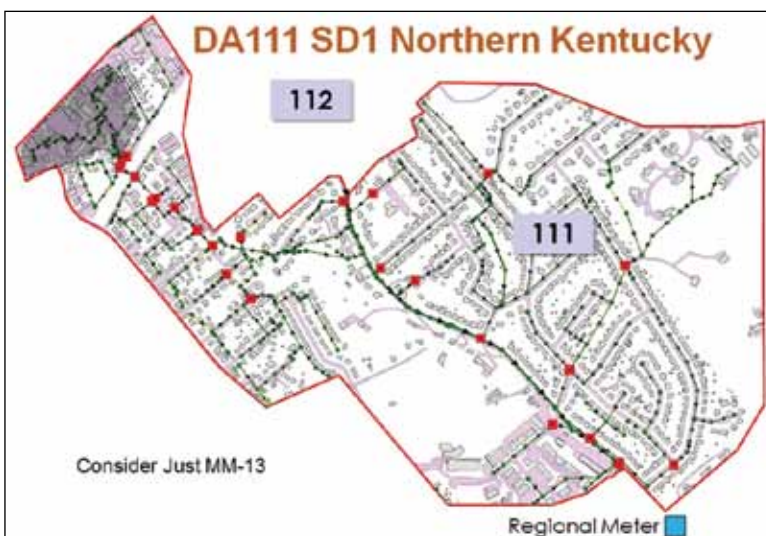 DA111 SD1 Northern Kentucky
112
111
Consider Just MM-13
Regional Meter